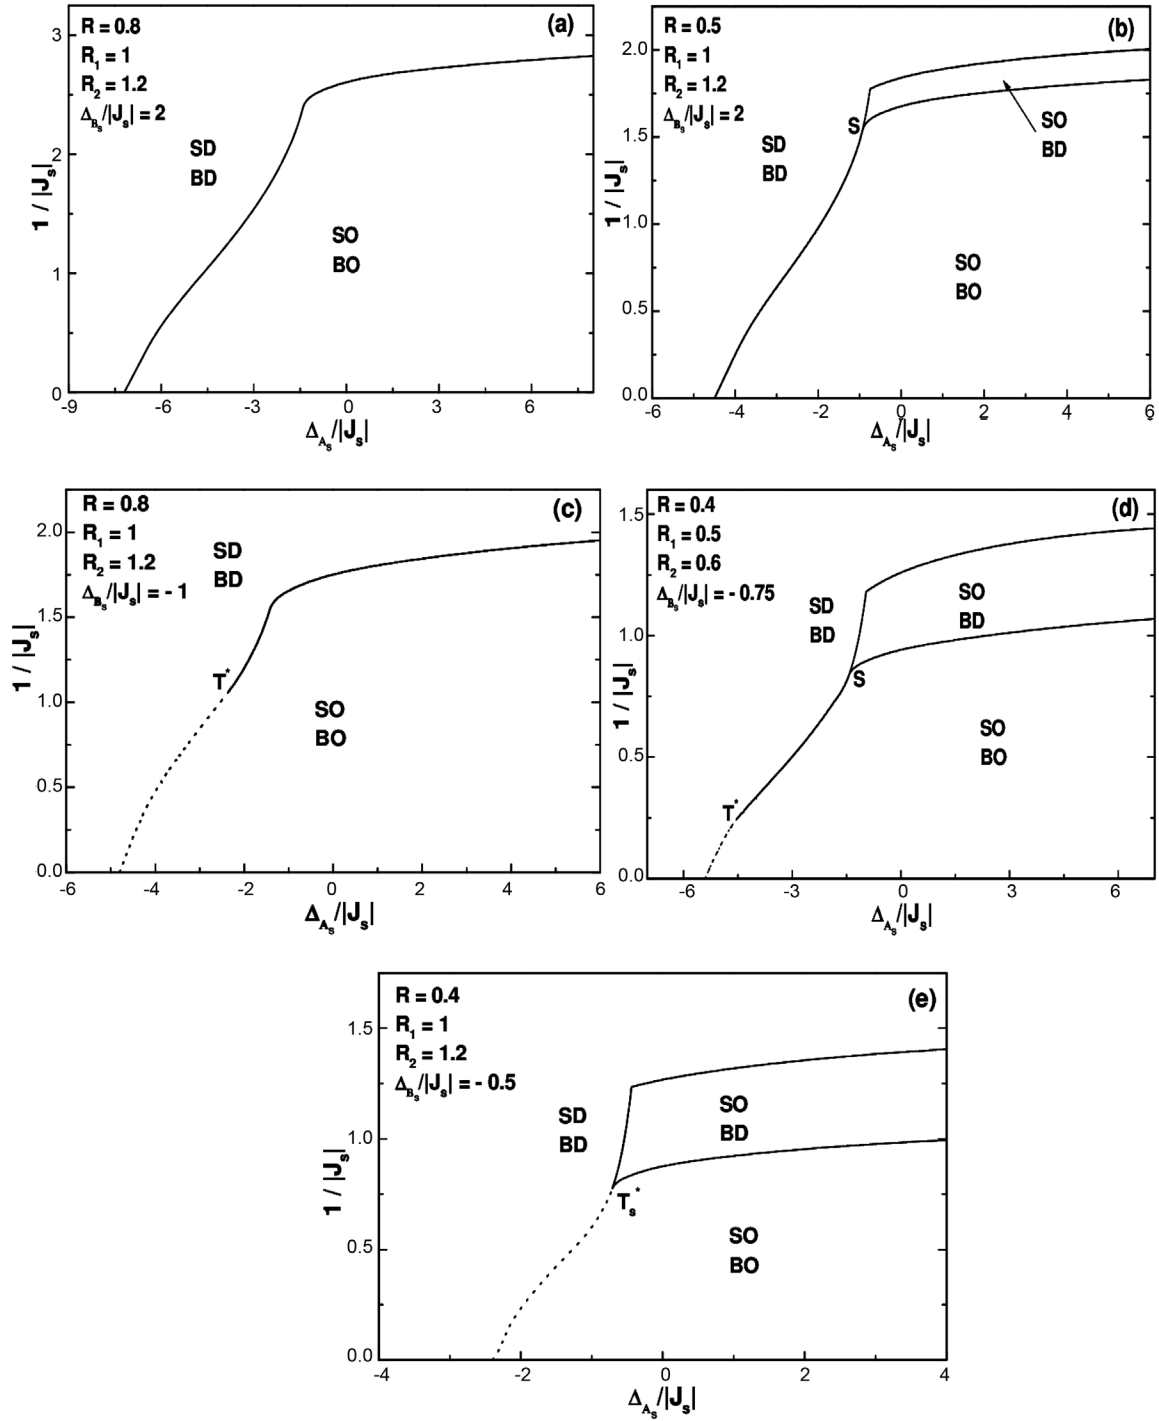 (a)
R = 0.8
R1 = 1
R2 = 1.2
ΔBs/|Js| = 2
SD
BD
SO
BO
3
2
1
0
-9 -6 -3 0 3 6
1 / |Js|
ΔAs/|Js|
(b)
R = 0.5
R1 = 1
R2 = 1.2
ΔBs/|Js| = 2
S
SO
BD
SD
BD
SO
BO
2.0
1.5
1.0
0.5
0.0
-6 -4 -2 0 2 4 6
1 / |Js|
ΔAs/|Js|
(c)
R = 0.8
R1 = 1
R2 = 1.2
ΔBs/|Js| = - 1
SD
BD
T*
SO
BO
2.0
1.5
1.0
0.5
0.0
-6 -4 -2 0 2 4 6
1 / |Js|
ΔAs/|Js|
(d)
R = 0.4
R1 = 0.5
R2 = 0.6
ΔBs/|Js| = - 0.75
SD
BD
SO
BD
S
SO
BO
T*
1.5
1.0
0.5
0.0
-6 -3 0 3 6
1 / |Js|
ΔAs/|Js|
(e)
R = 0.4
R1 = 1
R2 = 1.2
ΔBs/|Js| = - 0.5
SD
BD
SO
BD
Ts*
SO
BO
1.5
1.0
0.5
0.0
-4 -2 0 2 4
1 / |Js|
ΔAs/|Js|